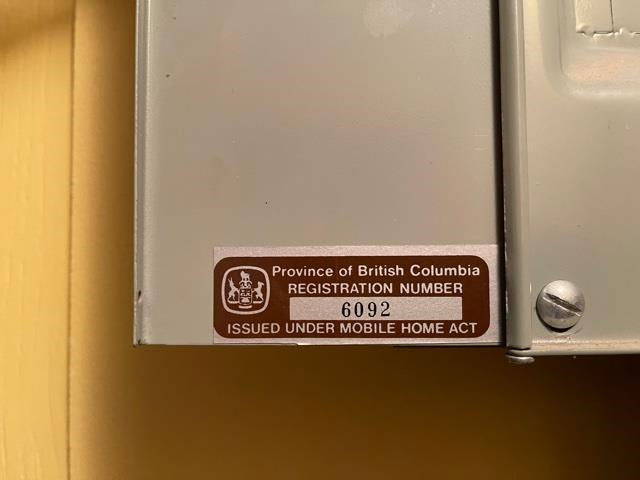 Province of British Columbia
REGISTRATION NUMBER
6092
ISSUED UNDER MOBILE HOME ACT